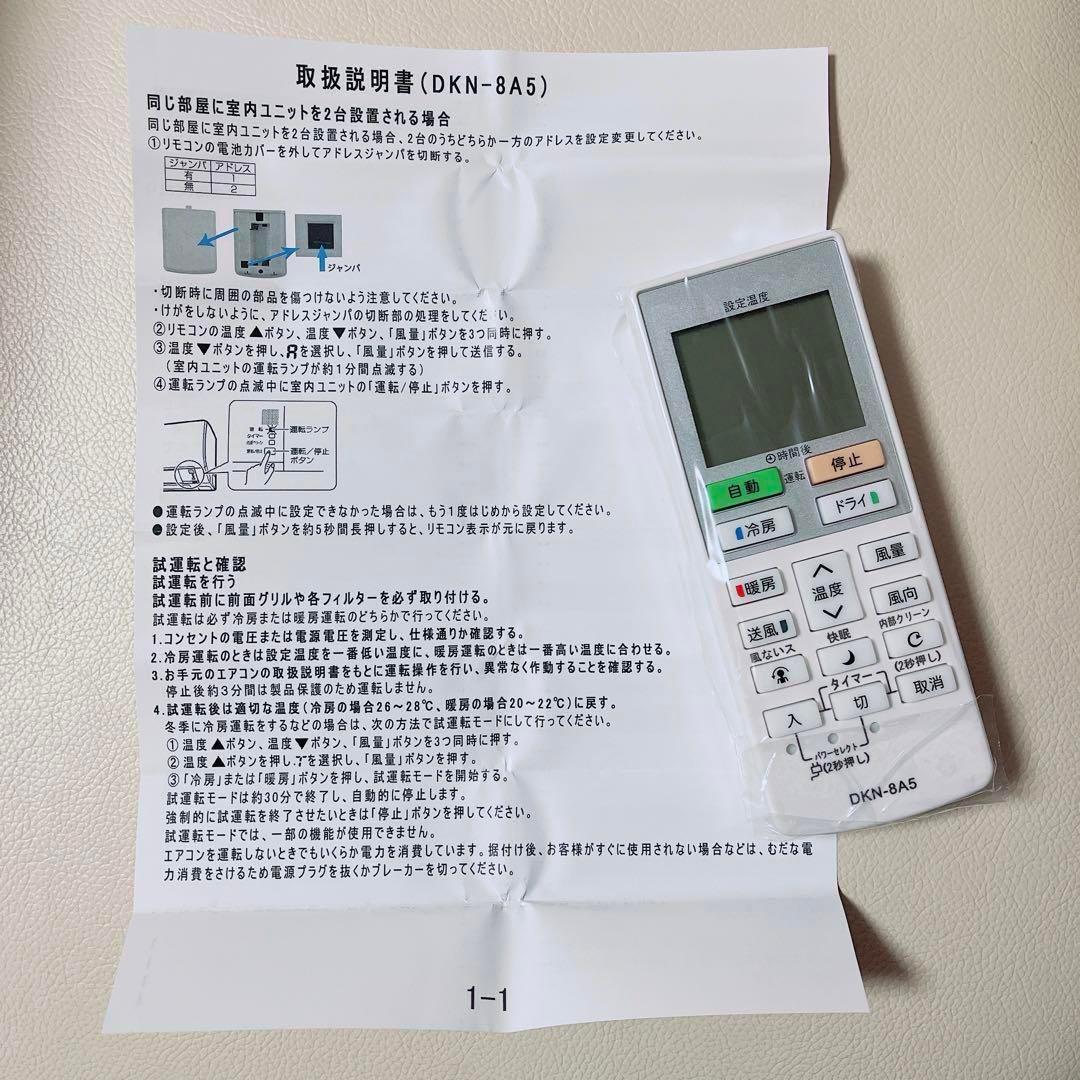 取扱説明書(DKN-8A5)
同じ部屋に室内ユニットを2台設置される場合
同じ部屋に室内ユニットを2台設置される場合、2台のうちどちらか一方のアドレスを設定変更してください。
①リモコンの電池カバーを外してアドレスジャンパを切断する。
ジャンパ アドレス
有 1
無 2
ジャンパ
・切断時に周囲の部品を傷つけないよう注意してください。
・けがをしないように、アドレスジャンパの切断部の処理をしてください。
②リモコンの温度▲ボタン、温度▼ボタン、「風量」ボタンを3つ同時に押す。
③温度▼ボタンを押し、Rを選択し、「風量」ボタンを押して送信する。
(室内ユニットの運転ランプが約1分間点滅する)
④運転ランプの点滅中に室内ユニットの「運転/停止」ボタンを押す。
運転
タイマー
運転ランプ
運転/停止
ボタン
●運転ランプの点滅中に設定できなかった場合は、もう1度はじめから設定してください。
●設定後、「風量」ボタンを約5秒間長押しすると、リモコン表示が元に戻ります。
試運転と確認
試運転を行う
試運転前に前面グリルや各フィルターを必ず取り付ける。
試運転は必ず冷房または暖房運転のどちらかで行ってください。
1.コンセントの電圧または電源電圧を測定し、仕様通りか確認する。
2.冷房運転のときは設定温度を一番低い温度に、暖房運転のときは一番高い温度に合わせる。
3.お手元のエアコンの取扱説明書をもとに運転操作を行い、異常なく作動することを確認する。
停止後約3分間は製品保護のため運転しません。
4.試運転後は適切な温度(冷房の場合26~28℃、暖房の場合20~22℃)に戻す。
冬季に冷房運転をするなどの場合は、次の方法で試運転モードにして行ってください。
①温度▲ボタン、温度▼ボタン、「風量」ボタンを3つ同時に押す。
②温度▲ボタンを押し、Tを選択し、「風量」ボタンを押す。
③「冷房」または「暖房」ボタンを押し、試運転モードを開始する。
試運転モードは約30分で終了し、自動的に停止します。
強制的に試運転を終了させたいときは「停止」ボタンを押してください。
試運転モードでは、一部の機能が使用できません。
エアコンを運転しないときでもいくらか電力を消費しています。据付け後、お客様がすぐに使用されない場合などは、むだな電
力消費をさけるため電源プラグを抜くかブレーカーを切ってください。
1-1
設定温度
時間後
自動
運転
停止
冷房
ドライ
暖房
温度
風量
送風
風向
風ないス
快眠
内部クリーン
(2秒押し)
タイマー
入
切
取消
パワーセレクト
(2秒押し)
DKN-8A5